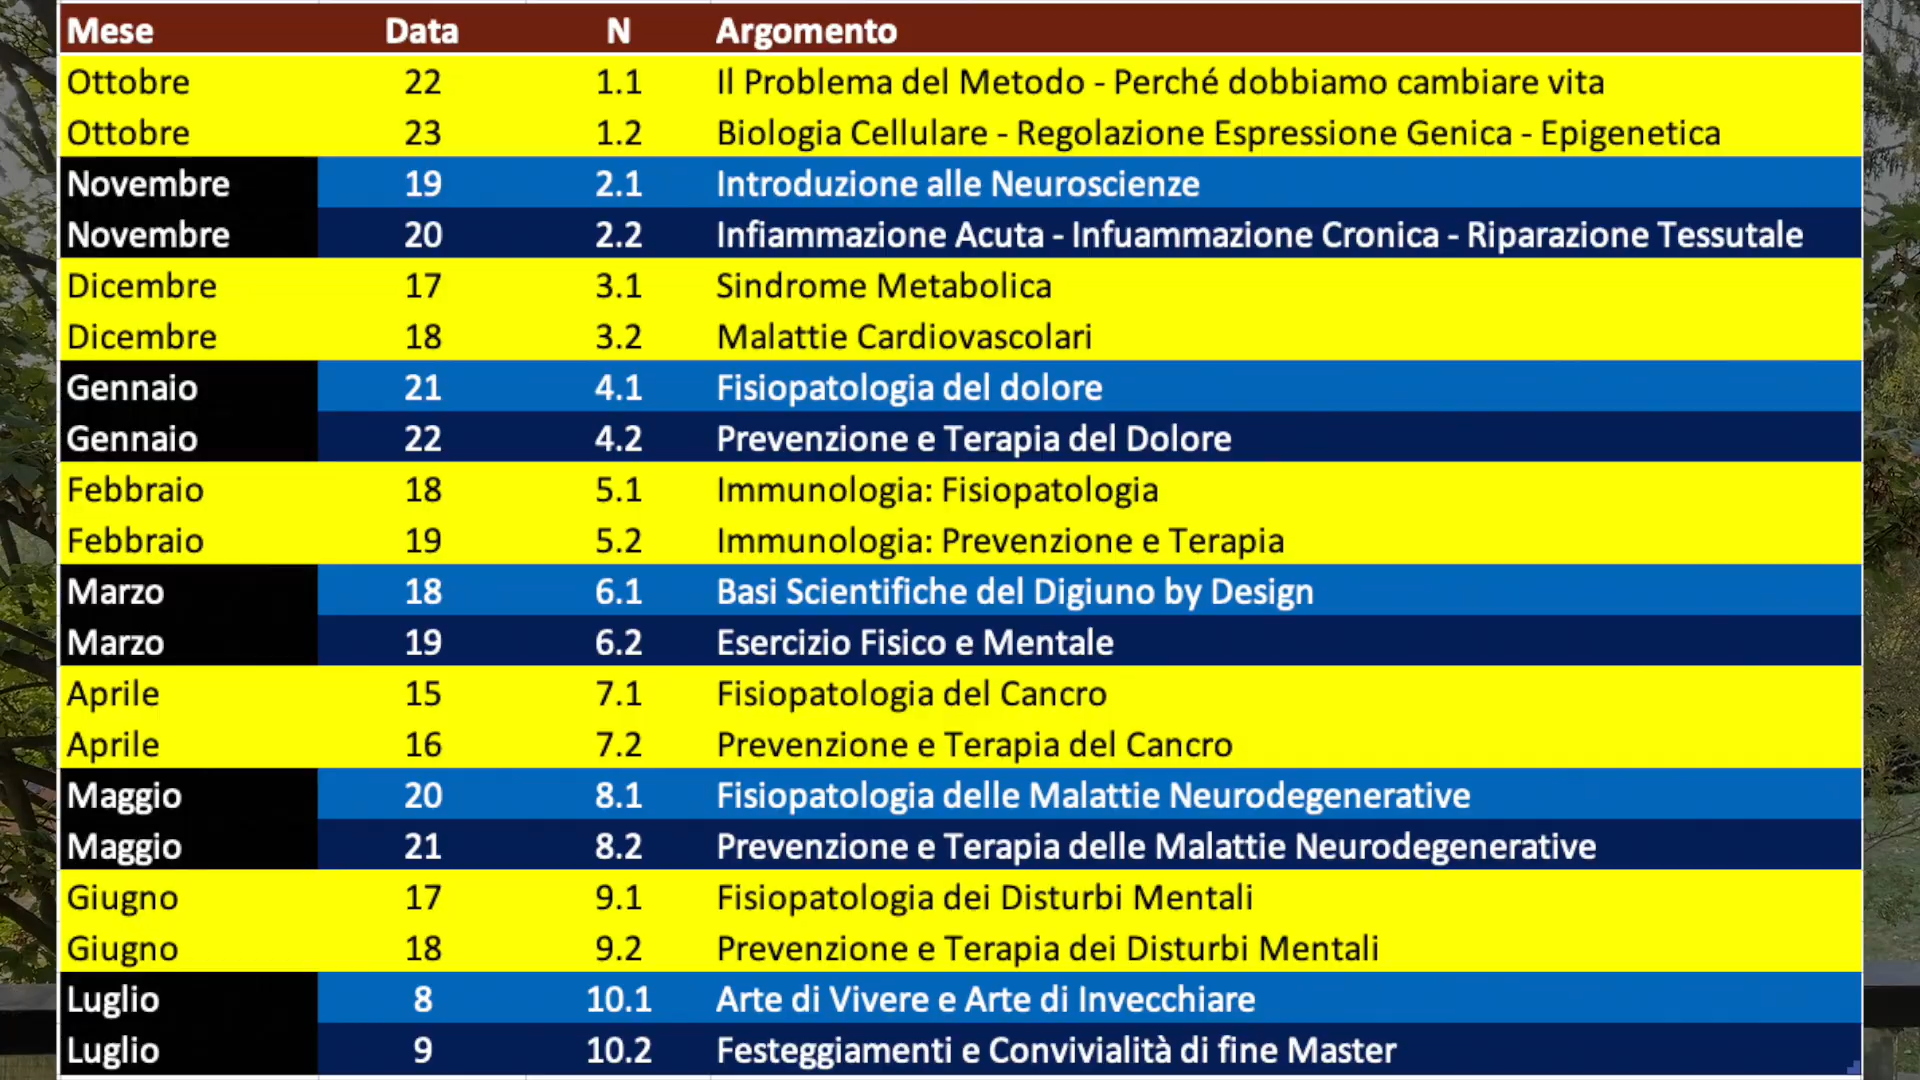 Mese Data N Argomento
Ottobre 22 1.1 Il Problema del Metodo - Perché dobbiamo cambiare vita
Ottobre 23 1.2 Biologia Cellulare - Regolazione Espressione Genica - Epigenetica
Novembre 19 2.1 Introduzione alle Neuroscienze
Novembre 20 2.2 Infiammazione Acuta - Infuammazione Cronica - Riparazione Tessutale
Dicembre 17 3.1 Sindrome Metabolica
Dicembre 18 3.2 Malattie Cardiovascolari
Gennaio 21 4.1 Fisiopatologia del dolore
Gennaio 22 4.2 Prevenzione e Terapia del Dolore
Febbraio 18 5.1 Immunologia: Fisiopatologia
Febbraio 19 5.2 Immunologia: Prevenzione e Terapia
Marzo 18 6.1 Basi Scientifiche del Digiuno by Design
Marzo 19 6.2 Esercizio Fisico e Mentale
Aprile 15 7.1 Fisiopatologia del Cancro
Aprile 16 7.2 Prevenzione e Terapia del Cancro
Maggio 20 8.1 Fisiopatologia delle Malattie Neurodegenerative
Maggio 21 8.2 Prevenzione e Terapia delle Malattie Neurodegenerative
Giugno 17 9.1 Fisiopatologia dei Disturbi Mentali
Giugno 18 9.2 Prevenzione e Terapia dei Disturbi Mentali
Luglio 8 10.1 Arte di Vivere e Arte di Invecchiare
Luglio 9 10.2 Festeggiamenti e Convivialità di fine Master